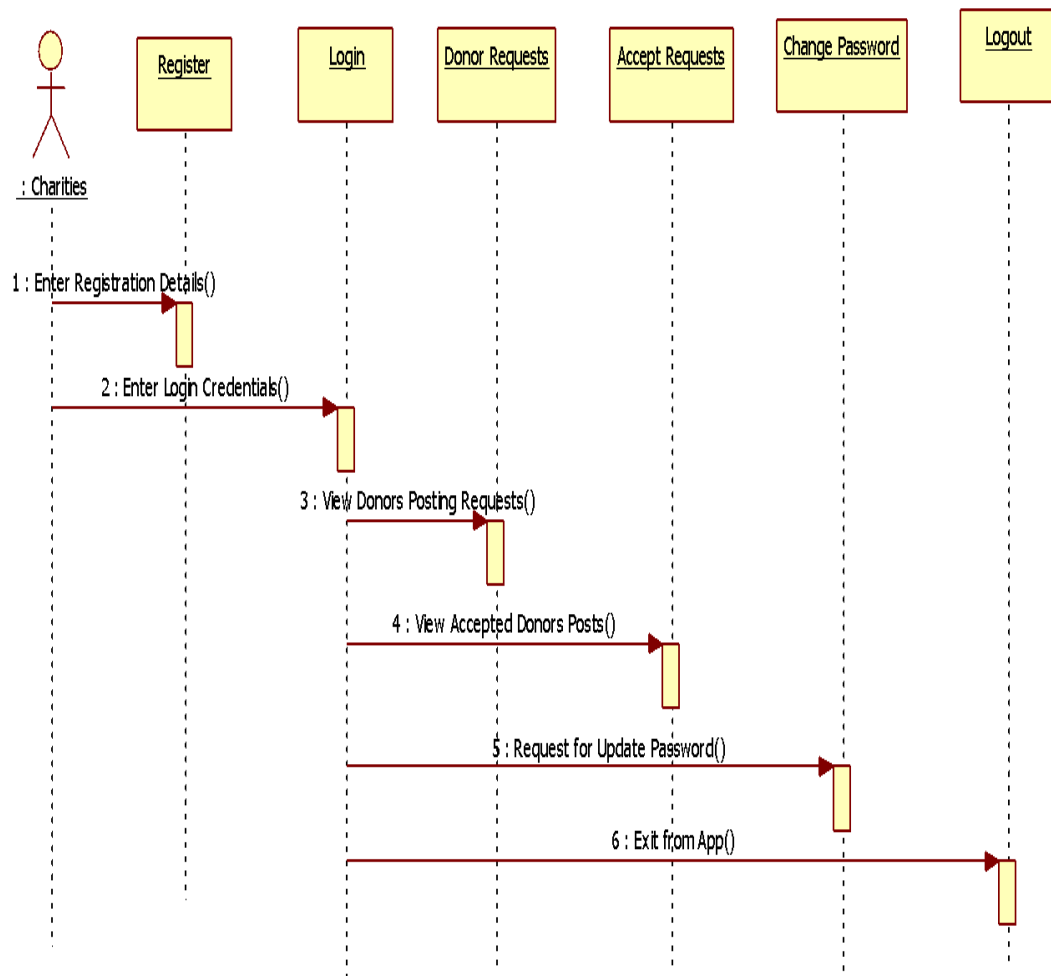 Register
Login
Donor Requests
Accept Requests
Change Password
Logout
: Charities
1 : Enter Registration Details()
2 : Enter Login Credentials()
3 : View Donors Posting Requests()
4 : View Accepted Donors Posts()
5 : Request for Update Password()
6 : Exit from App()